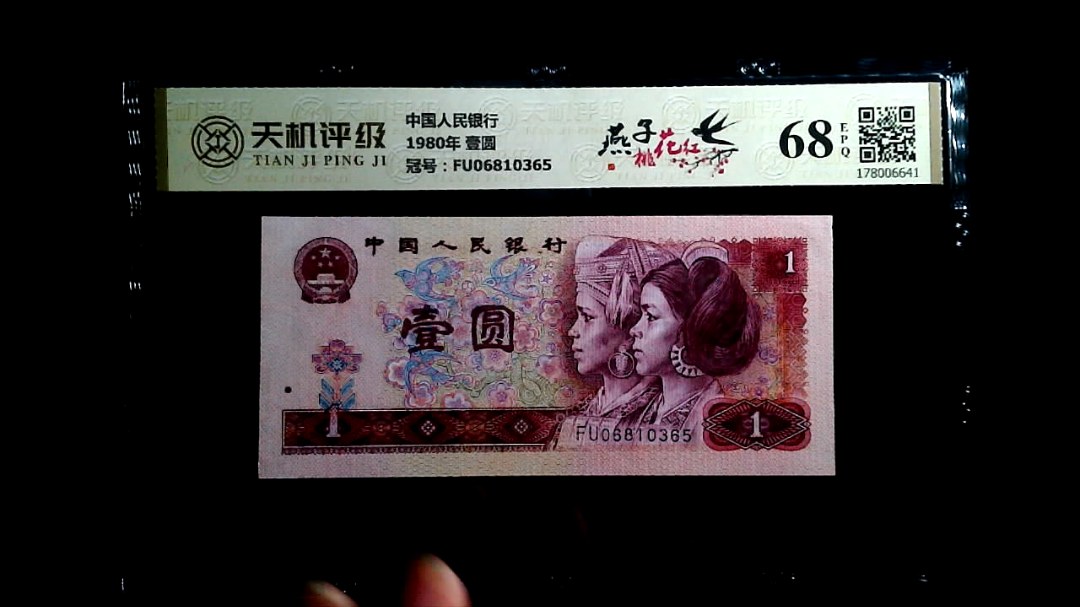 天机评级
TIAN JI PING JI
中国人民银行
1980年 壹圆
冠号：FU06810365
燕子
桃花红
68
EPQ
178006641
中国人民银行
壹圆
1
1
FU06810365
1